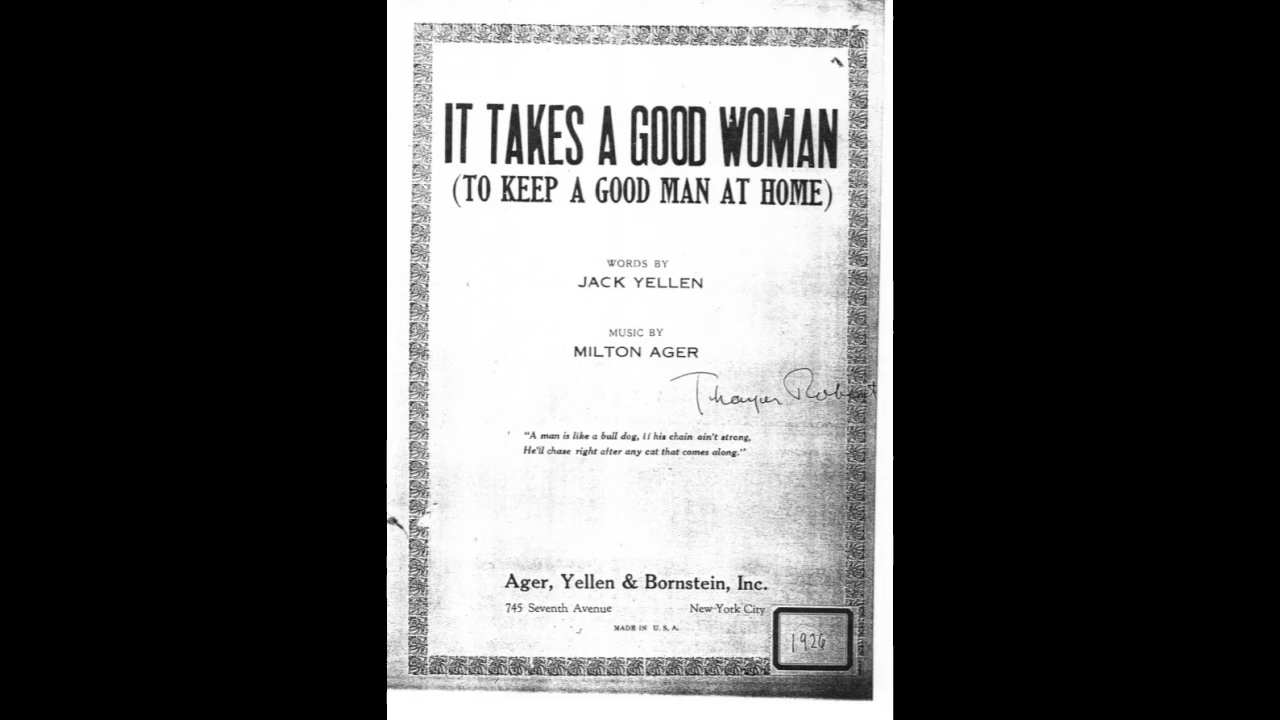 IT TAKES A GOOD WOMAN
(TO KEEP A GOOD MAN AT HOME)
WORDS BY
JACK YELLEN
MUSIC BY
MILTON AGER
Thayer Robert
"A man is like a bull dog, if his chain ain't strong,
He'll chase right after any cat that comes along."
Ager, Yellen & Bornstein, Inc.
745 Seventh Avenue New York City
MADE IN U. S. A.
1926